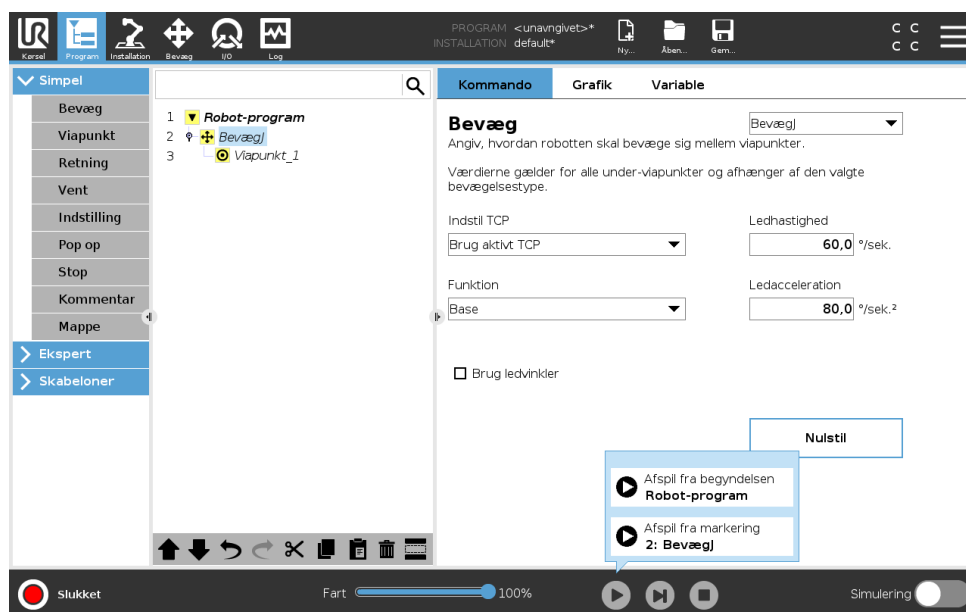 UR
Kørsel
Program
Installation
Bevæg
I/O
Log
PROGRAM <unavngivet>*
INSTALLATION default*
Ny...
Åben...
Gem...
C C
C C
Simpel
Bevæg
Viapunkt
Retning
Vent
Indstilling
Pop op
Stop
Kommentar
Mappe
Ekspert
Skabeloner
1 Robot-program
2 BevægJ
3 Viapunkt_1
Kommando Grafik Variable
Bevæg
BevægJ
Angiv, hvordan robotten skal bevæge sig mellem viapunkter.
Værdierne gælder for alle under-viapunkter og afhænger af den valgte
bevægelsestype.
Indstil TCP
Ledhastighed
Brug aktivt TCP
60,0 °/sek.
Funktion
Ledacceleration
Base
80,0 °/sek.²
Brug ledvinkler
Nulstil
Afspil fra begyndelsen
Robot-program
Afspil fra markering
2: BevægJ
Slukket
Fart
100%
Simulering